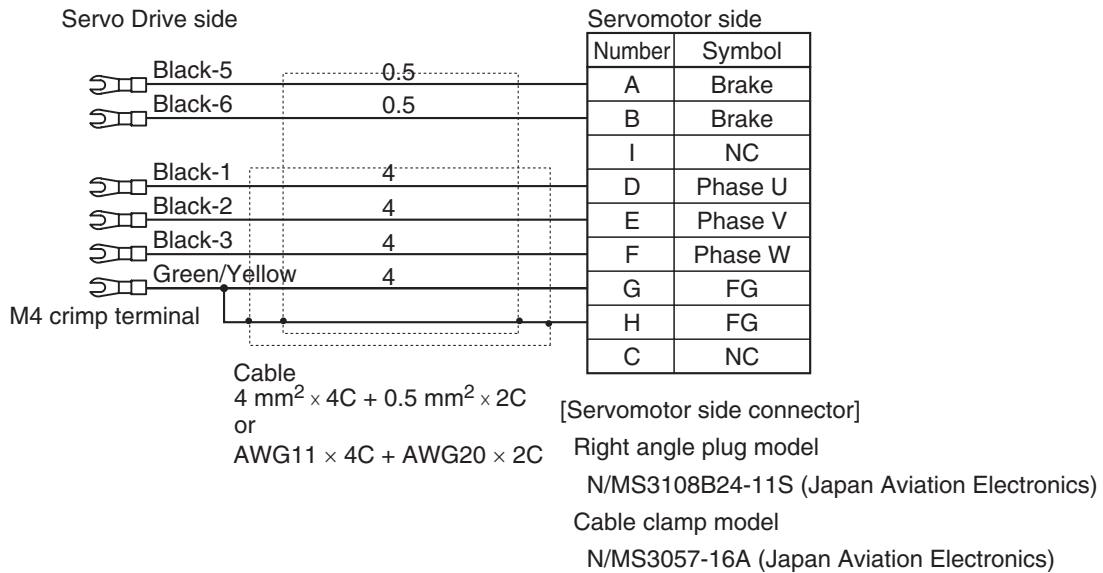 Servo Drive side
Servomotor side
Number Symbol
Black-5 0.5 A Brake
Black-6 0.5 B Brake
I NC
Black-1 4 D Phase U
Black-2 4 E Phase V
Black-3 4 F Phase W
Green/Yellow 4 G FG
M4 crimp terminal H FG
C NC
Cable
4 mm² × 4C + 0.5 mm² × 2C
or
AWG11 × 4C + AWG20 × 2C
[Servomotor side connector]
Right angle plug model
N/MS3108B24-11S (Japan Aviation Electronics)
Cable clamp model
N/MS3057-16A (Japan Aviation Electronics)